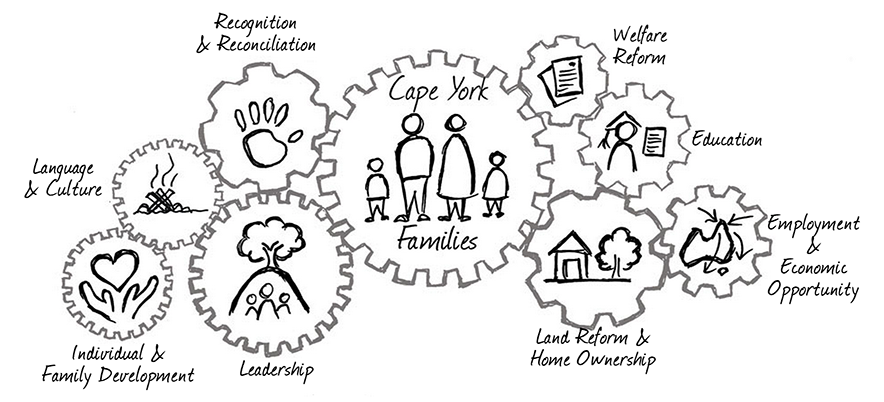 Recognition
& Reconciliation
Welfare
Reform
Cape York
Education
Language
& Culture
Employment
&
Economic
Opportunity
Families
Land Reform &
Home Ownership
Individual &
Family Development
Leadership